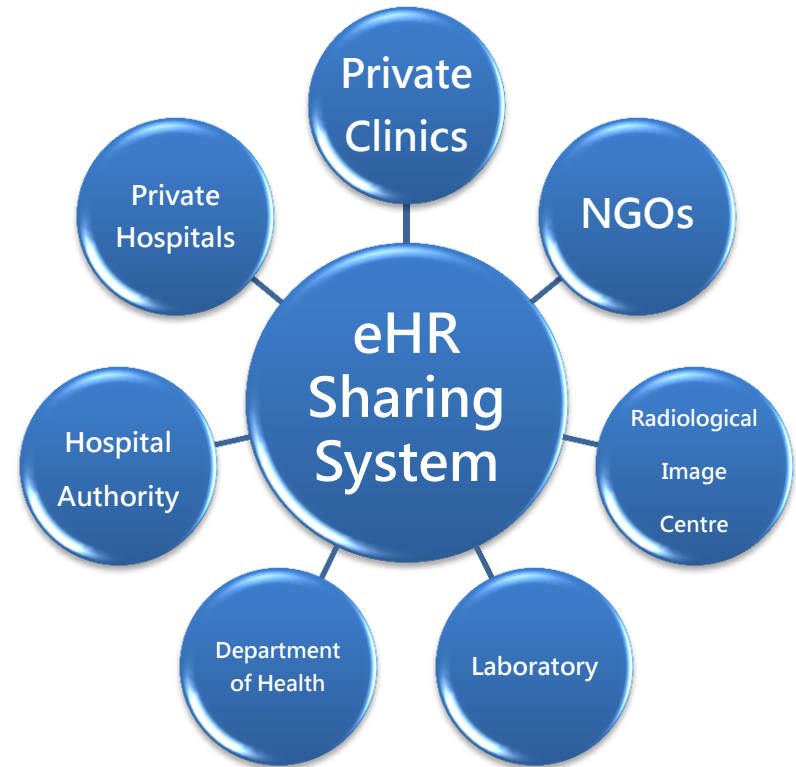 Private
Clinics
Private
Hospitals
NGOs
eHR
Sharing
System
Hospital
Authority
Radiological
Image
Centre
Department
of Health
Laboratory